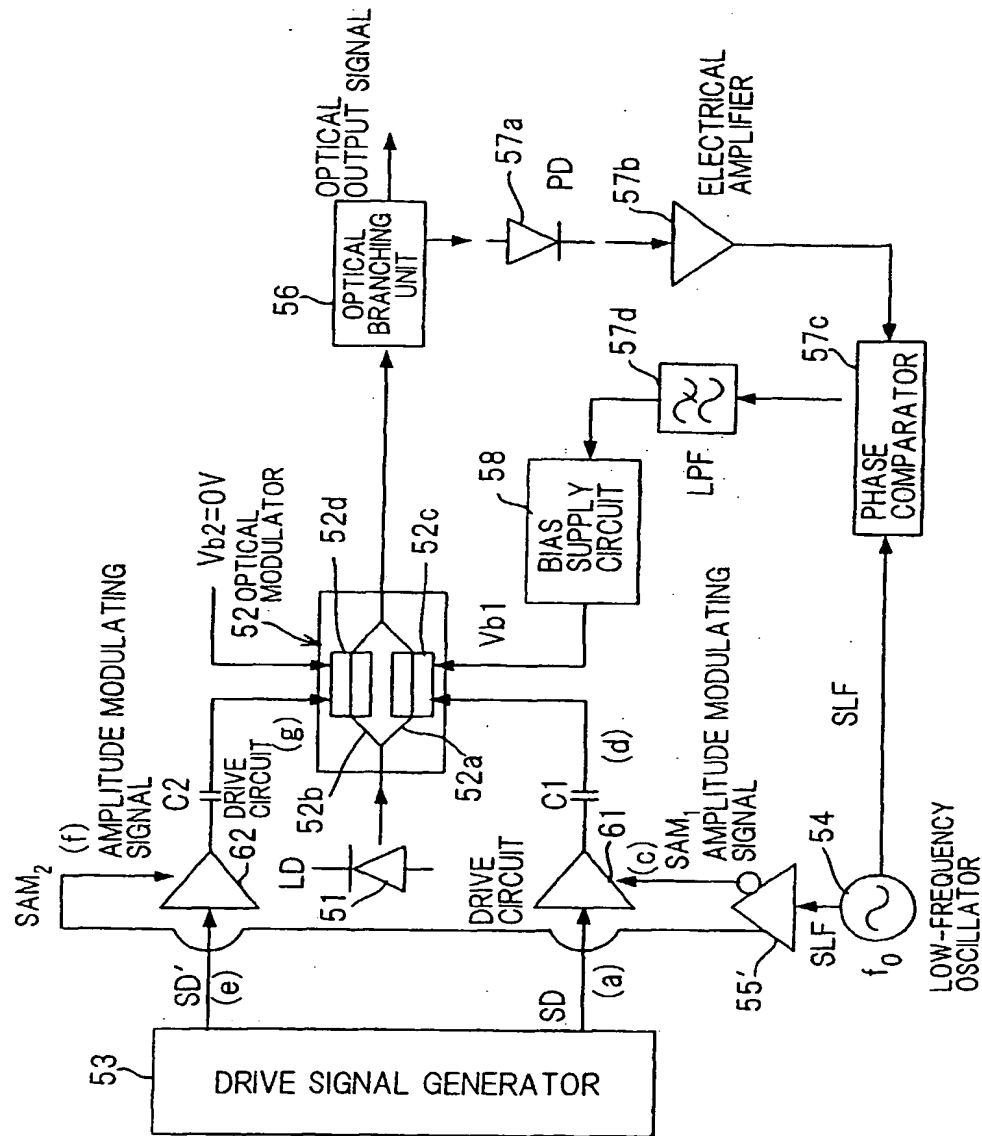 53
DRIVE SIGNAL GENERATOR
SD'
(e)
SD
(a)
SAM2
(f)
AMPLITUDE MODULATING
SIGNAL
62 DRIVE CIRCUIT
C2
(g)
Vb2=0V
52 OPTICAL
MODULATOR
52d
52c
52b
52a
LD
51
DRIVE
CIRCUIT
61
C1
(d)
(c)
SAM1
AMPLITUDE MODULATING
SIGNAL
55'
SLF
54
f0
LOW-FREQUENCY
OSCILLATOR
SLF
Vb1
58
BIAS
SUPPLY
CIRCUIT
57d
LPF
57c
PHASE
COMPARATOR
56
OPTICAL
BRANCHING
UNIT
OPTICAL
OUTPUT SIGNAL
57a
PD
57b
ELECTRICAL
AMPLIFIER